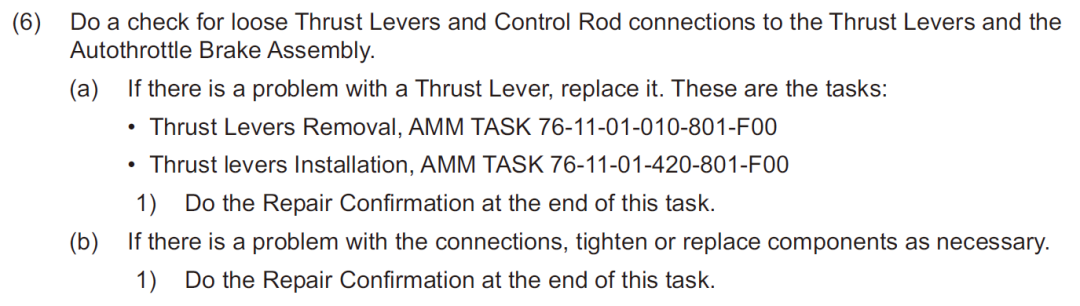 (6) Do a check for loose Thrust Levers and Control Rod connections to the Thrust Levers and the
Autothrottle Brake Assembly.
(a) If there is a problem with a Thrust Lever, replace it. These are the tasks:
• Thrust Levers Removal, AMM TASK 76-11-01-010-801-F00
• Thrust levers Installation, AMM TASK 76-11-01-420-801-F00
1) Do the Repair Confirmation at the end of this task.
(b) If there is a problem with the connections, tighten or replace components as necessary.
1) Do the Repair Confirmation at the end of this task.